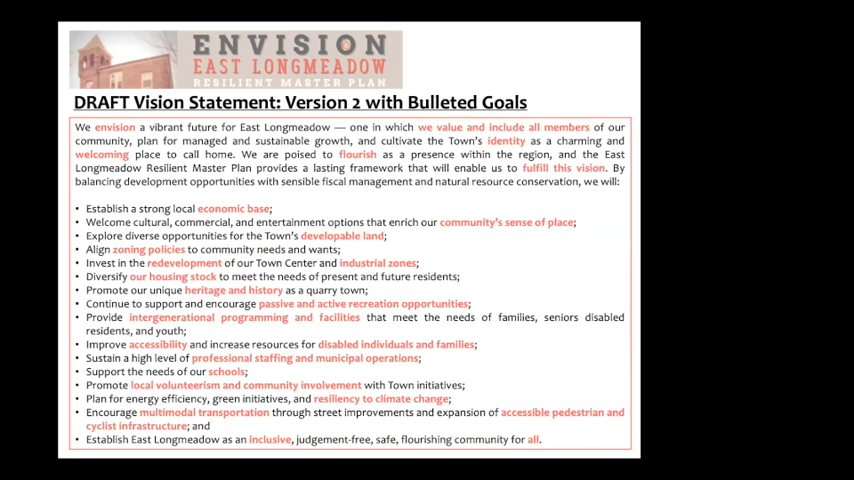 ENVISION
EAST LONGMEADOW
RESILIENT MASTER PLAN
DRAFT Vision Statement: Version 2 with Bulleted Goals
We envision a vibrant future for East Longmeadow — one in which we value and include all members of our
community, plan for managed and sustainable growth, and cultivate the Town's identity as a charming and
welcoming place to call home. We are poised to flourish as a presence within the region, and the East
Longmeadow Resilient Master Plan provides a lasting framework that will enable us to fulfill this vision. By
balancing development opportunities with sensible fiscal management and natural resource conservation, we will:
• Establish a strong local economic base;
• Welcome cultural, commercial, and entertainment options that enrich our community's sense of place;
• Explore diverse opportunities for the Town's developable land;
• Align zoning policies to community needs and wants;
• Invest in the redevelopment of our Town Center and industrial zones;
• Diversify our housing stock to meet the needs of present and future residents;
• Promote our unique heritage and history as a quarry town;
• Continue to support and encourage passive and active recreation opportunities;
• Provide intergenerational programming and facilities that meet the needs of families, seniors disabled
residents, and youth;
• Improve accessibility and increase resources for disabled individuals and families;
• Sustain a high level of professional staffing and municipal operations;
• Support the needs of our schools;
• Promote local volunteerism and community involvement with Town initiatives;
• Plan for energy efficiency, green initiatives, and resiliency to climate change;
• Encourage multimodal transportation through street improvements and expansion of accessible pedestrian and
cyclist infrastructure; and
• Establish East Longmeadow as an inclusive, judgement-free, safe, flourishing community for all.